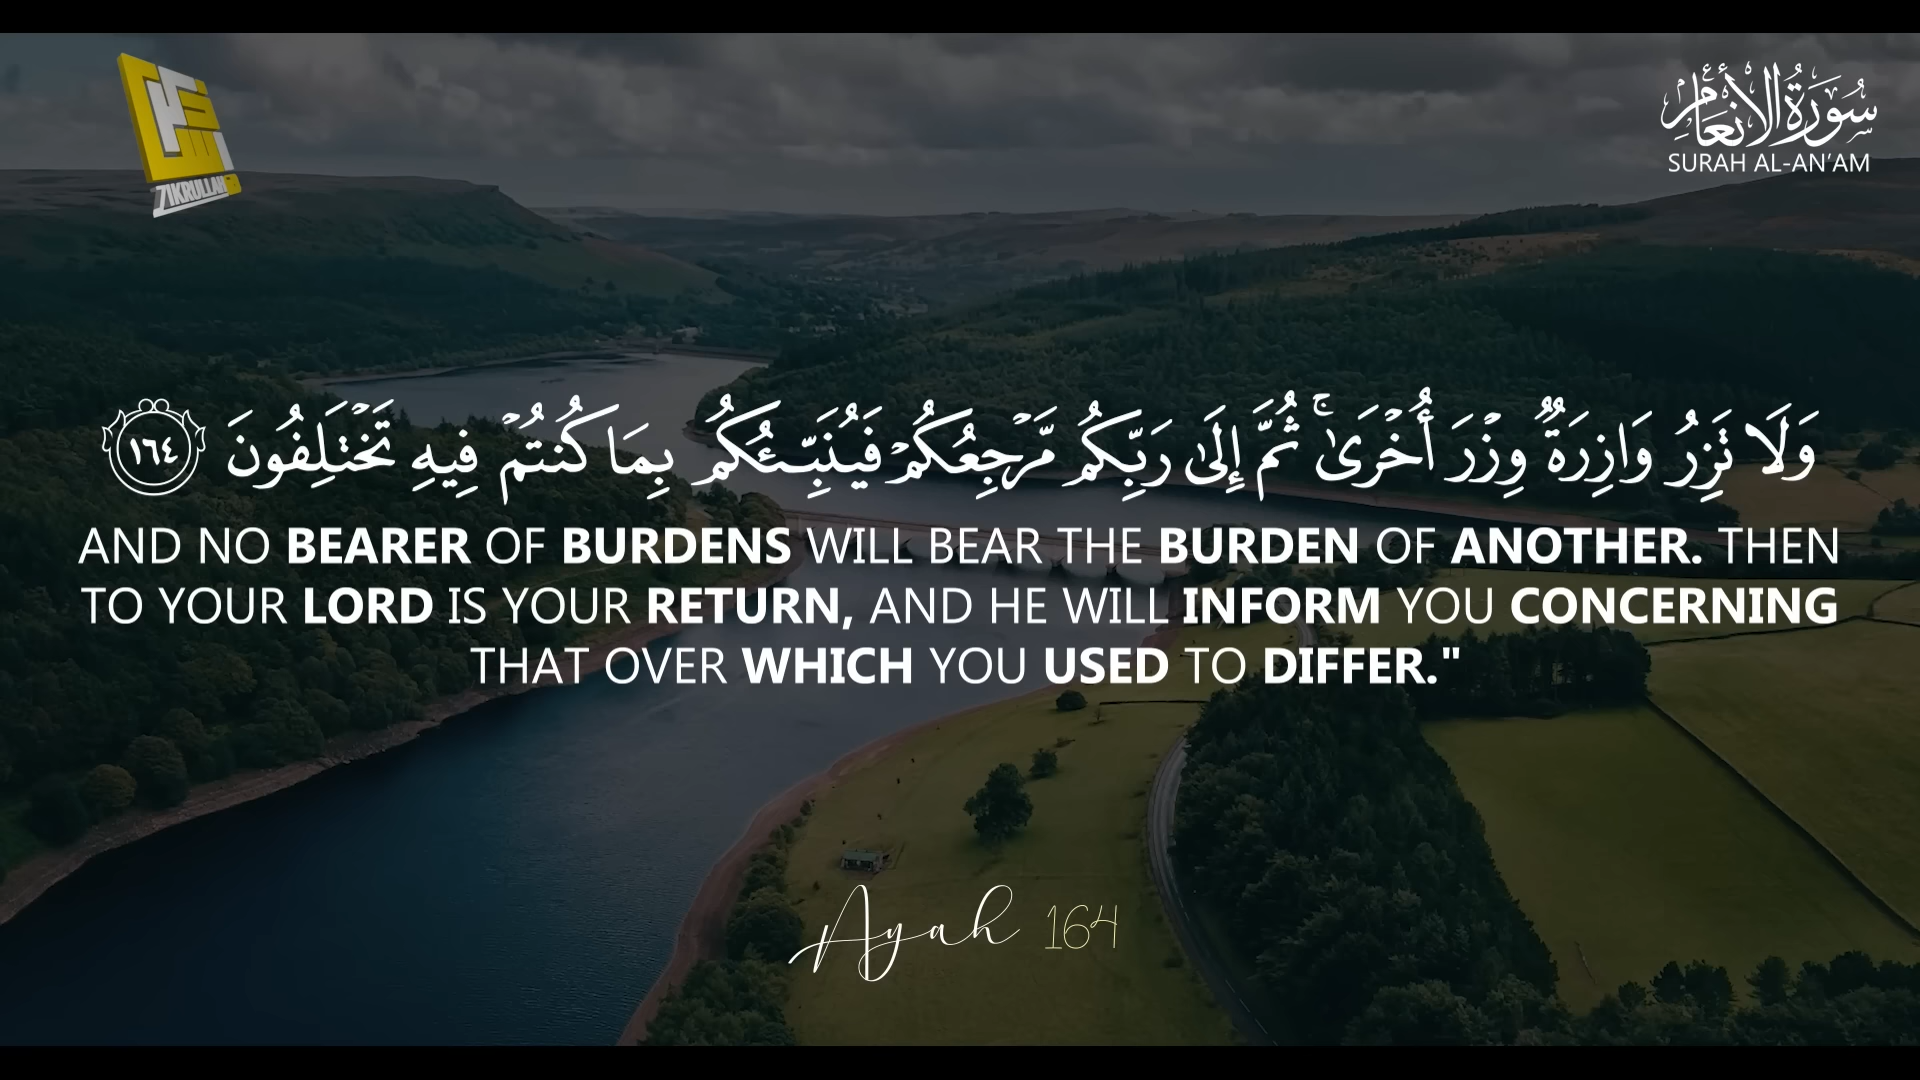 ZIKRULLAH
سُورَةُ الأَنْعَامِ
SURAH AL-AN'AM
وَلَا تَزِرُ وَازِرَةٌ وِزْرَ أُخْرَىٰ ۚ ثُمَّ إِلَىٰ رَبِّكُم مَّرْجِعُكُمْ فَيُنَبِّئُكُم بِمَا كُنتُمْ فِيهِ تَخْتَلِفُونَ ١٦٤
AND NO BEARER OF BURDENS WILL BEAR THE BURDEN OF ANOTHER. THEN
TO YOUR LORD IS YOUR RETURN, AND HE WILL INFORM YOU CONCERNING
THAT OVER WHICH YOU USED TO DIFFER."
Ayah 164